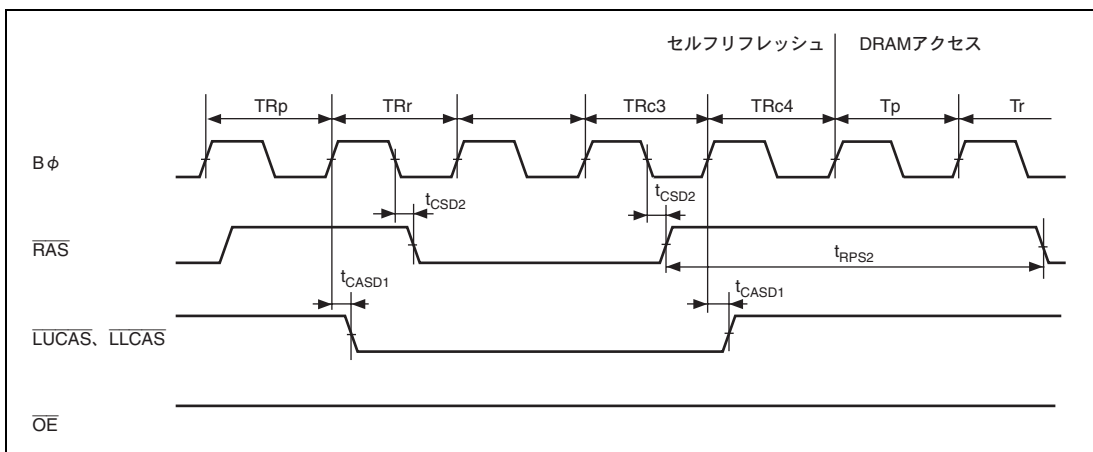 セルフリフレッシュ DRAMアクセス
TRp TRr TRc3 TRc4 Tp Tr
Bφ
tCSD2 tCSD2
RAS
tRPS2
tCASD1 tCASD1
LUCAS、LLCAS
OE